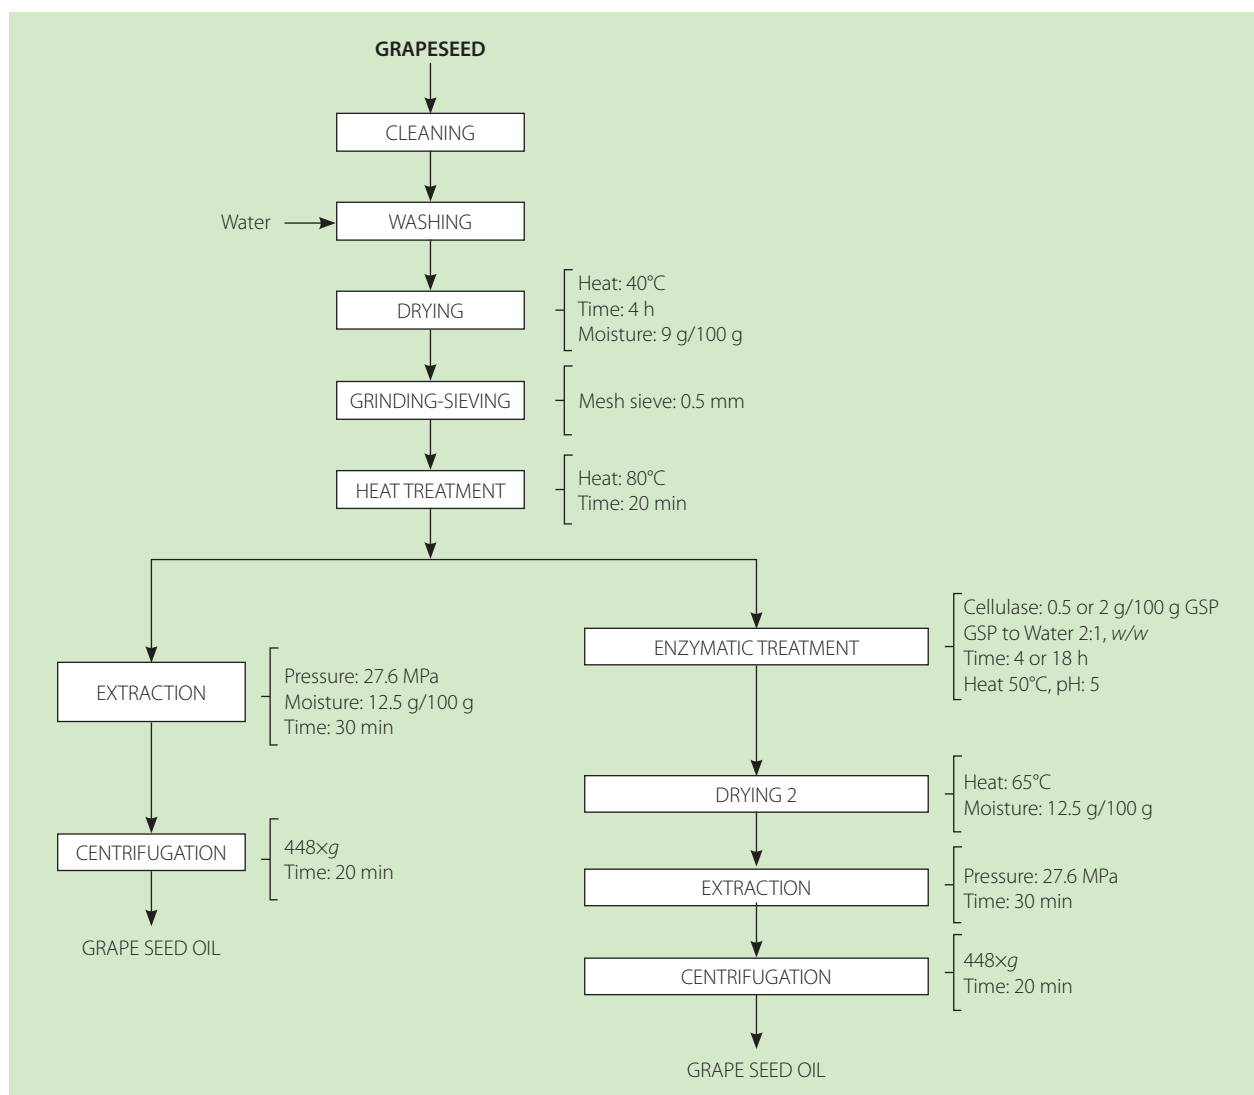 GRAPESEED
CLEANING
Water
WASHING
DRYING
Heat: 40°C
Time: 4 h
Moisture: 9 g/100 g
GRINDING-SIEVING
Mesh sieve: 0.5 mm
HEAT TREATMENT
Heat: 80°C
Time: 20 min
EXTRACTION
Pressure: 27.6 MPa
Moisture: 12.5 g/100 g
Time: 30 min
CENTRIFUGATION
448×g
Time: 20 min
GRAPE SEED OIL
ENZYMATIC TREATMENT
Cellulase: 0.5 or 2 g/100 g GSP
GSP to Water 2:1, w/w
Time: 4 or 18 h
Heat 50°C, pH: 5
DRYING 2
Heat: 65°C
Moisture: 12.5 g/100 g
EXTRACTION
Pressure: 27.6 MPa
Time: 30 min
CENTRIFUGATION
448×g
Time: 20 min
GRAPE SEED OIL